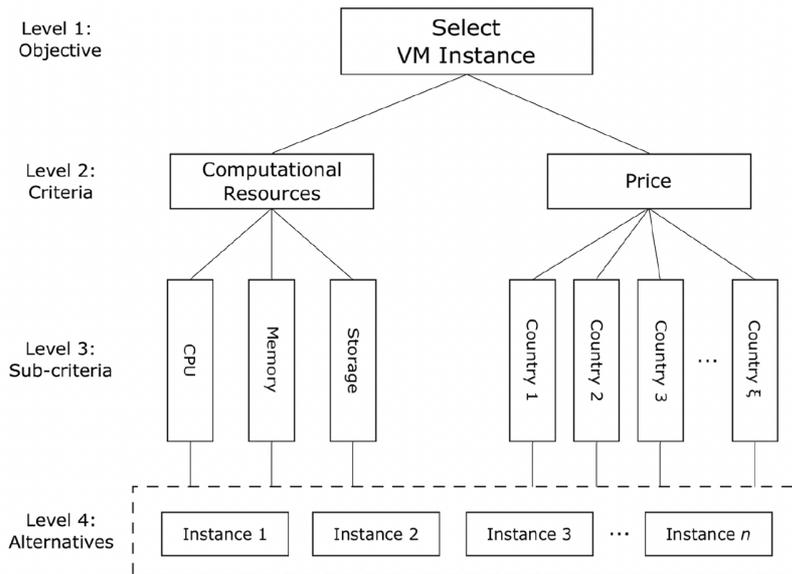 Level 1:
Objective
Select
VM Instance
Level 2:
Criteria
Computational
Resources
Price
Level 3:
Sub-criteria
CPU
Memory
Storage
Country 1
Country 2
Country 3
...
Country ξ
Level 4:
Alternatives
Instance 1
Instance 2
Instance 3
...
Instance n